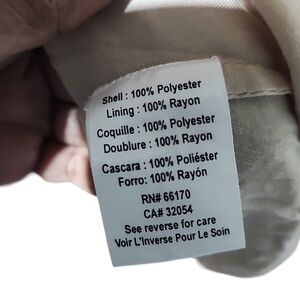 Shell : 100% Polyester
Lining : 100% Rayon
Coquille : 100% Polyester
Doublure : 100% Rayon
Cascara : 100% Poliéster
Forro: 100% Rayón
RN# 66170
CA# 32054
See reverse for care
Voir L'Inverse Pour Le Soin